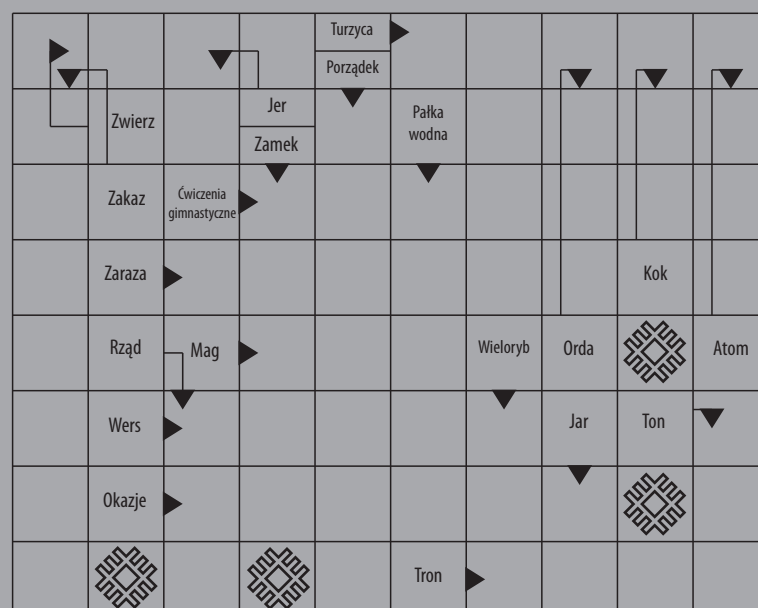 Turzyca
Porządek
Zwierz
Jer
Zamek
Pałka
wodna
Zakaz
Ćwiczenia
gimnastyczne
Zaraza
Kok
Rząd
Mag
Wieloryb
Orda
Atom
Wers
Jar
Ton
Okazje
Tron